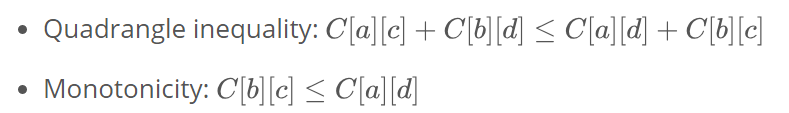 • Quadrangle inequality: C[a][c] + C[b][d] ≤ C[a][d] + C[b][c]
• Monotonicity: C[b][c] ≤ C[a][d]